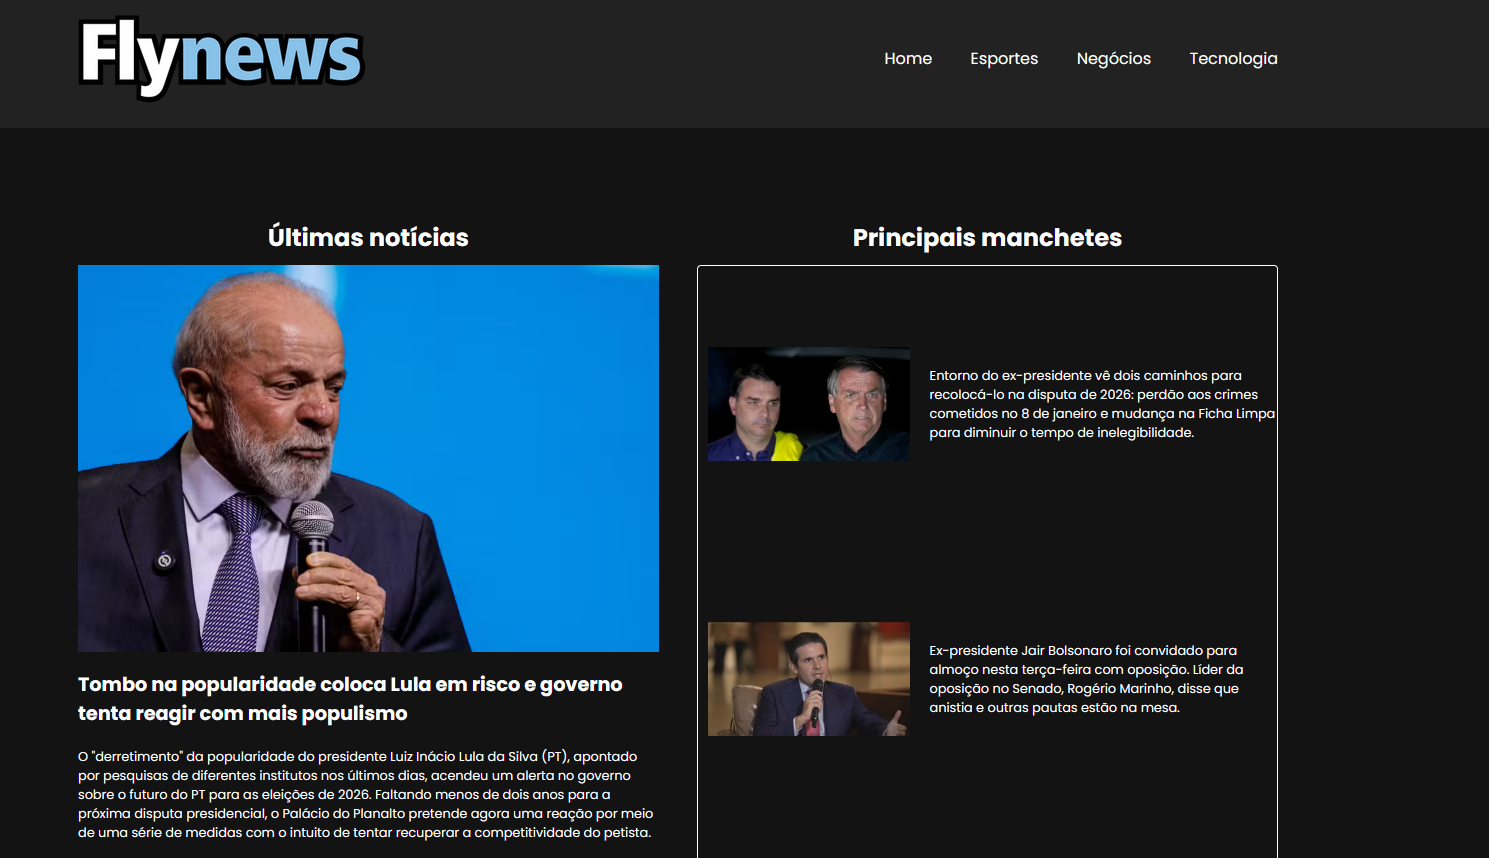 Flynews
Home
Esportes
Negócios
Tecnologia
Últimas notícias
Tombo na popularidade coloca Lula em risco e governo
tenta reagir com mais populismo
O "derretimento" da popularidade do presidente Luiz Inácio Lula da Silva (PT), apontado
por pesquisas de diferentes institutos nos últimos dias, acendeu um alerta no governo
sobre o futuro do PT para as eleições de 2026. Faltando menos de dois anos para a
próxima disputa presidencial, o Palácio do Planalto pretende agora uma reação por meio
de uma série de medidas com o intuito de tentar recuperar a competitividade do petista.
Principais manchetes
Entorno do ex-presidente vê dois caminhos para
recolocá-lo na disputa de 2026: perdão aos crimes
cometidos no 8 de janeiro e mudança na Ficha Limpa
para diminuir o tempo de inelegibilidade.
Ex-presidente Jair Bolsonaro foi convidado para
almoço nesta terça-feira com oposição. Líder da
oposição no Senado, Rogério Marinho, disse que
anistia e outras pautas estão na mesa.